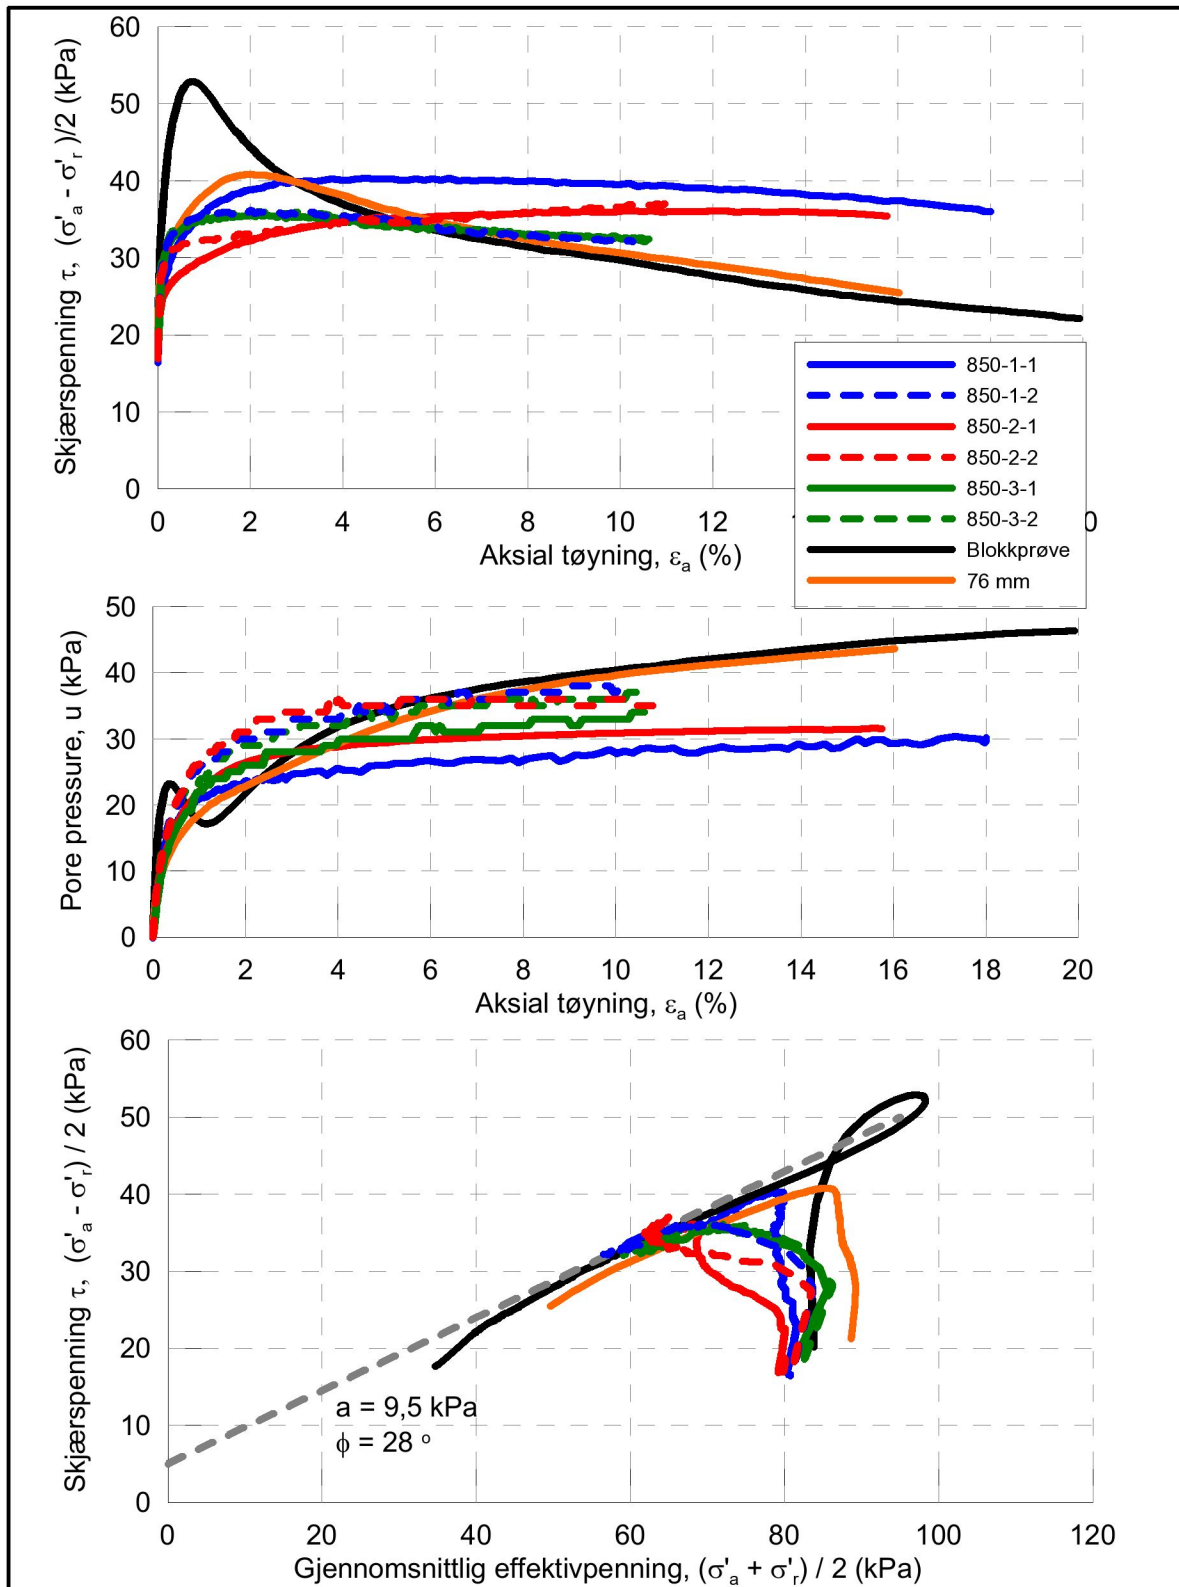 60
50
40
30
20
10
0
Skjærspenning τ, (σ'a - σ'r )/2 (kPa)
0 2 4 6 8 10 12 1 0
Aksial tøyning, εa (%)
850-1-1
850-1-2
850-2-1
850-2-2
850-3-1
850-3-2
Blokkprøve
76 mm
50
40
30
20
10
0
Pore pressure, u (kPa)
0 2 4 6 8 10 12 14 16 18 20
Aksial tøyning, εa (%)
60
50
40
30
20
10
0
Skjærspenning τ, (σ'a - σ'r) / 2 (kPa)
a = 9,5 kPa
ϕ = 28 °
0 20 40 60 80 100 120
Gjennomsnittlig effektivpenning, (σ'a + σ'r) / 2 (kPa)